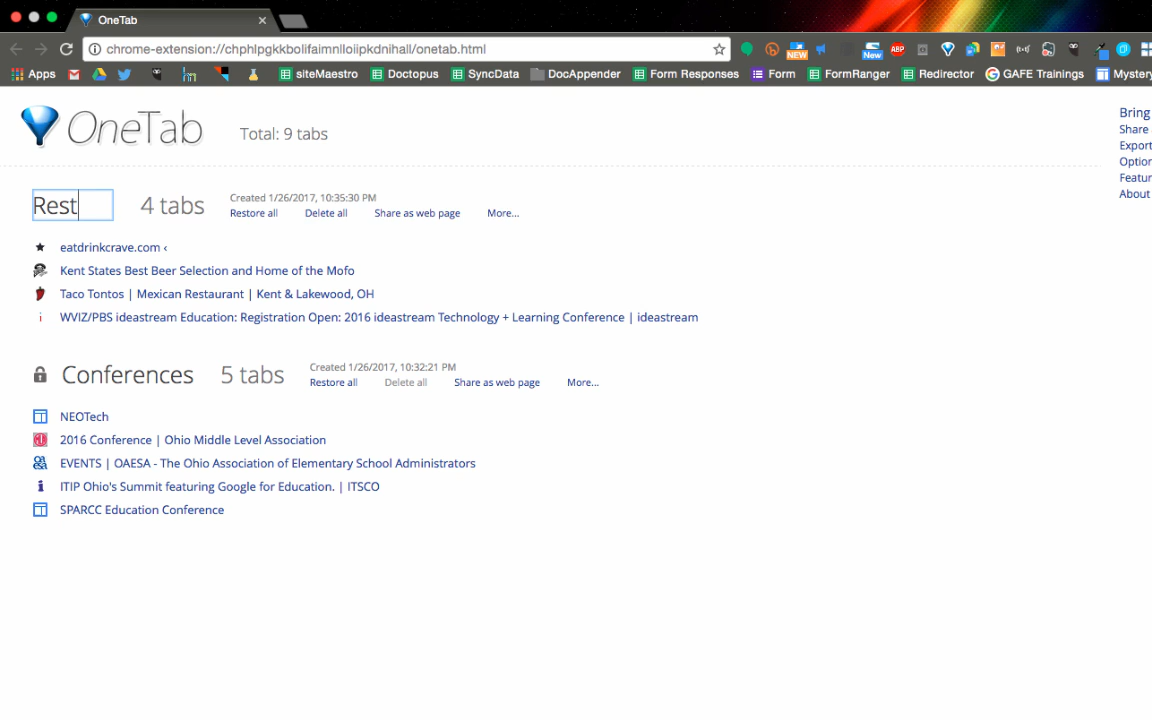 OneTab
chrome-extension://chphlpgkkbolifaimnlloiipkdnihall/onetab.html
NEW
New
ABP
Apps
siteMaestro
Doctopus
SyncData
DocAppender
Form Responses
Form
FormRanger
Redirector
GAFE Trainings
Mystery
OneTab
Total: 9 tabs
Bring
Share
Export
Option
Featur
About
Rest
4 tabs
Created 1/26/2017, 10:35:30 PM
Restore all
Delete all
Share as web page
More...
eatdrinkcrave.com ‹
Kent States Best Beer Selection and Home of the Mofo
Taco Tontos | Mexican Restaurant | Kent & Lakewood, OH
WVIZ/PBS ideastream Education: Registration Open: 2016 ideastream Technology + Learning Conference | ideastream
Conferences
5 tabs
Created 1/26/2017, 10:32:21 PM
Restore all
Delete all
Share as web page
More...
NEOTech
2016 Conference | Ohio Middle Level Association
EVENTS | OAESA - The Ohio Association of Elementary School Administrators
ITIP Ohio's Summit featuring Google for Education. | ITSCO
SPARCC Education Conference